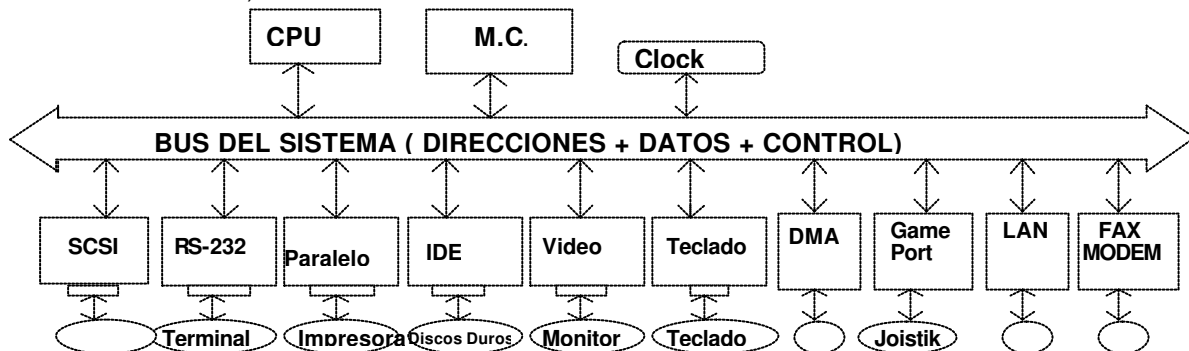 CPU
M.C.
Clock
BUS DEL SISTEMA ( DIRECCIONES + DATOS + CONTROL)
SCSI
RS-232
Paralelo
IDE
Video
Teclado
DMA
Game
Port
LAN
FAX
MODEM
Terminal
Impresora
Discos Duros
Monitor
Teclado
Joistik